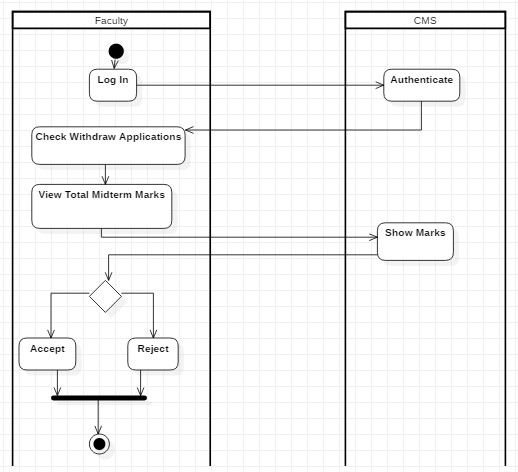 Faculty
CMS
Log In
Authenticate
Check Withdraw Applications
View Total Midterm Marks
Show Marks
Accept
Reject